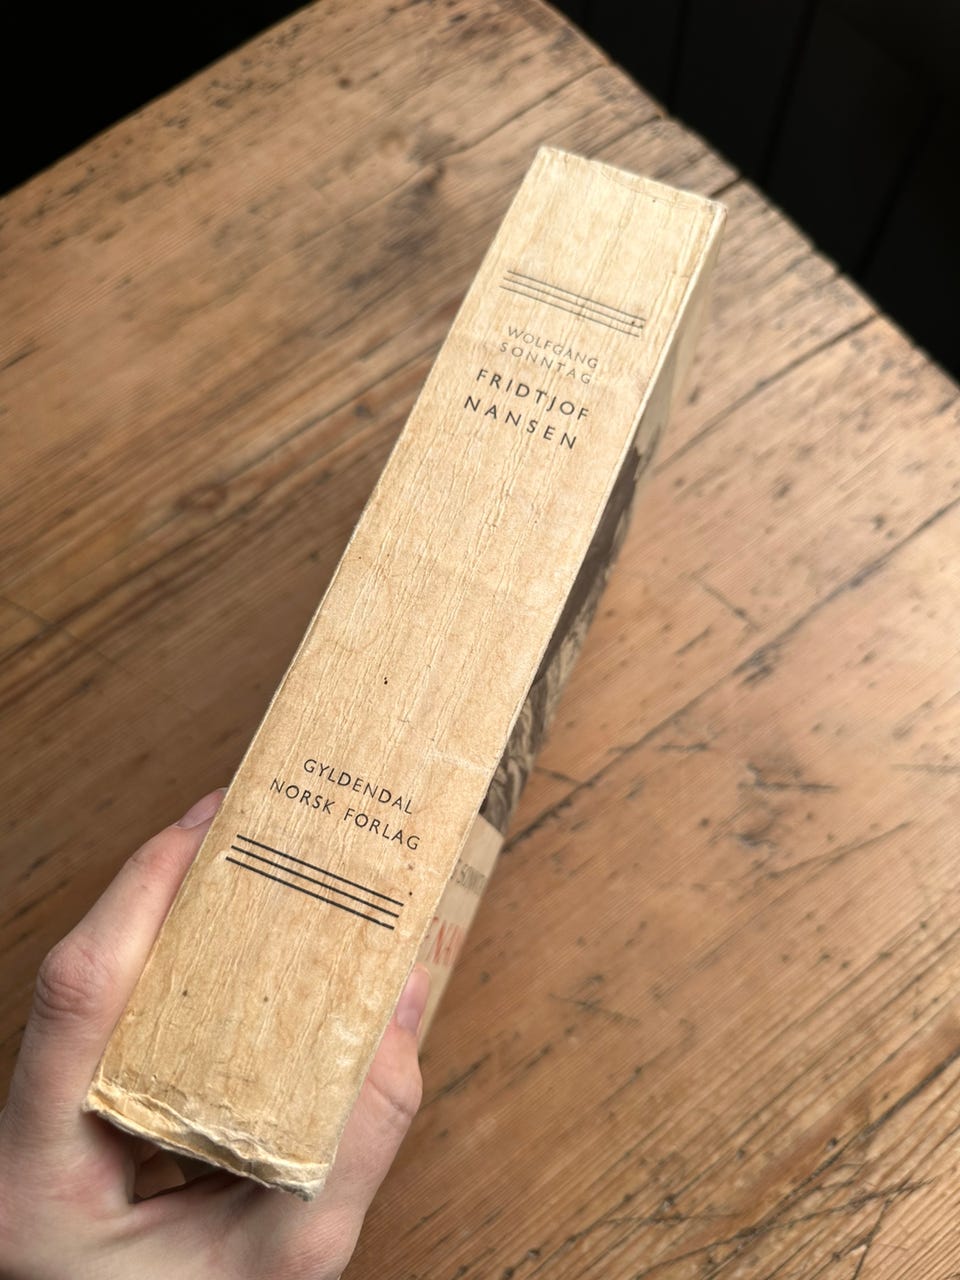 WOLFGANG
SONNTAG
FRIDTJOF
NANSEN
GYLDENDAL
NORSK FORLAG